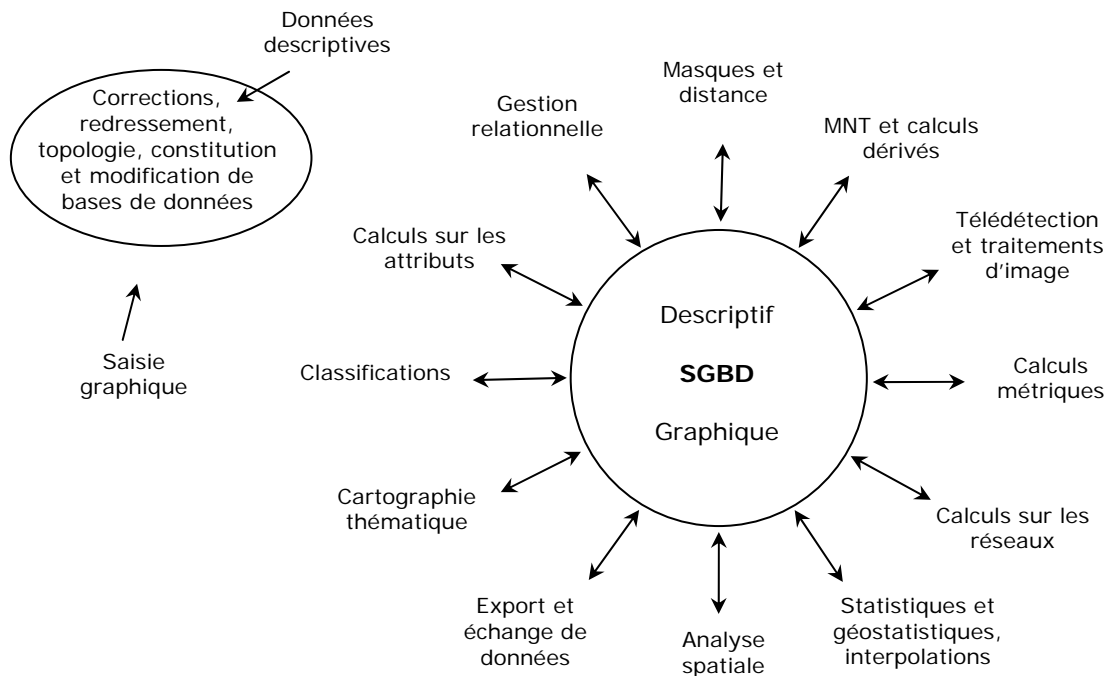 Données
descriptives
Corrections,
redressement,
topologie, constitution
et modification de
bases de données
Saisie
graphique
Masques et
distance
Gestion
relationnelle
MNT et calculs
dérivés
Calculs sur les
attributs
Télédétection
et traitements
d'image
Descriptif
SGBD
Graphique
Classifications
Calculs
métriques
Cartographie
thématique
Calculs sur les
réseaux
Export et
échange de
données
Analyse
spatiale
Statistiques et
géostatistiques,
interpolations